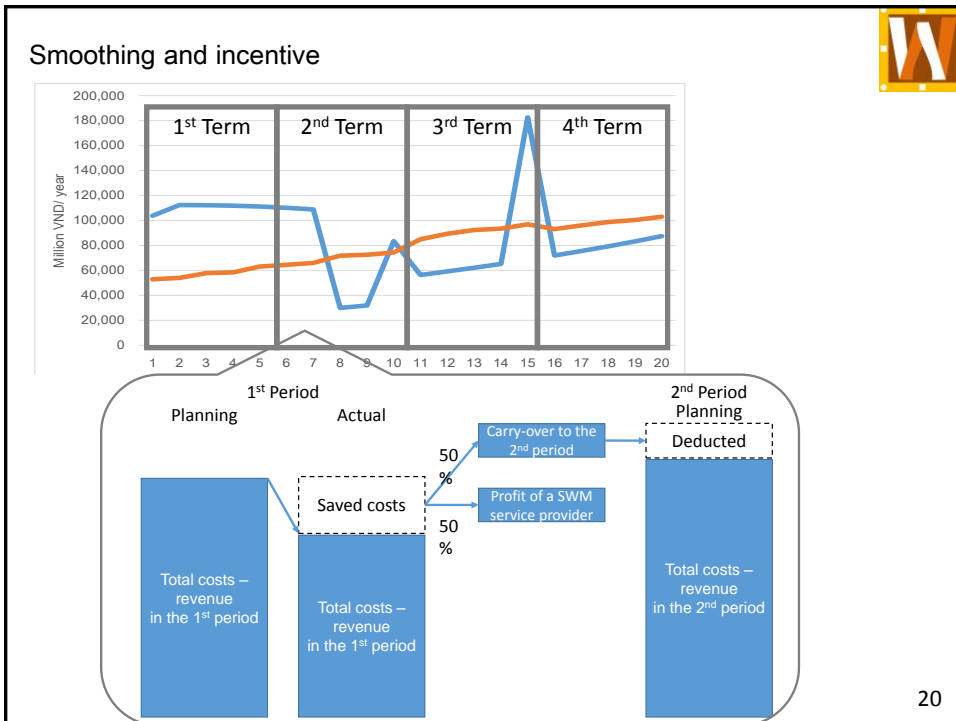 Smoothing and incentive
200,000
180,000
160,000
140,000
120,000
100,000
80,000
60,000
40,000
20,000
0
Million VND/ year
1st Term
2nd Term
3rd Term
4th Term
1 2 3 4 5 6 7 8 9 10 11 12 13 14 15 16 17 18 19 20
1st Period
Planning
Actual
2nd Period
Planning
Carry-over to the
2nd period
Deducted
50
%
Saved costs
Profit of a SWM
service provider
50
%
Total costs –
revenue
in the 1st period
Total costs –
revenue
in the 1st period
Total costs –
revenue
in the 2nd period
20